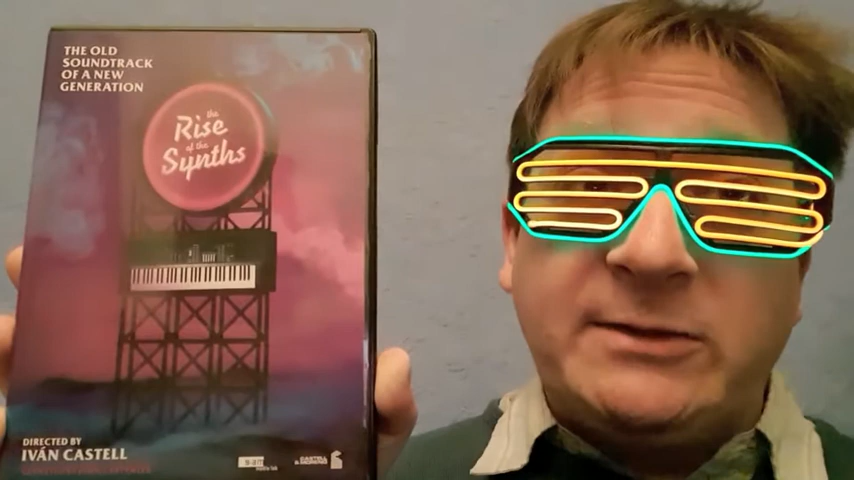 THE OLD
SOUNDTRACK
OF A NEW
GENERATION
the
Rise
of the
Synths
DIRECTED BY
IVÁN CASTELL